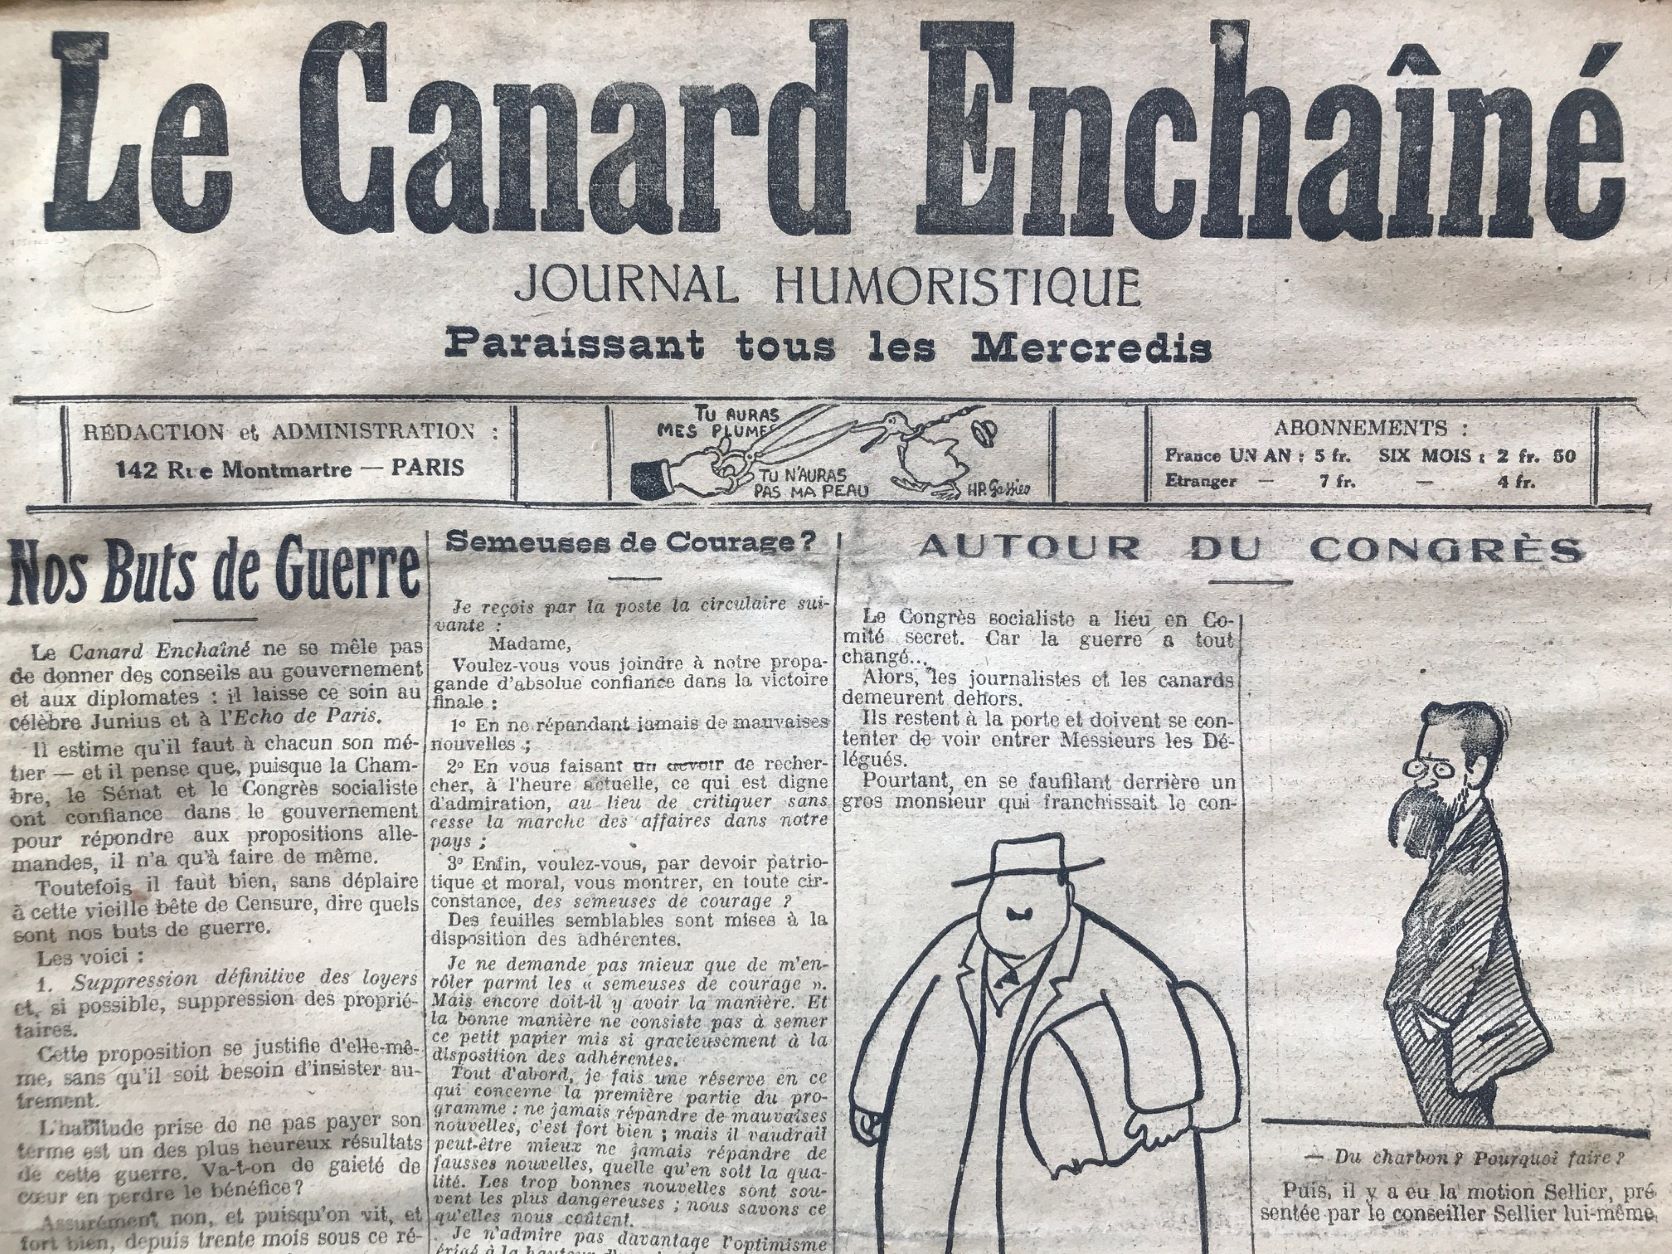 Le Canard Enchaîné
JOURNAL HUMORISTIQUE
Paraissant tous les Mercredis
RÉDACTION et ADMINISTRATION :
142 Rue Montmartre — PARIS
TU AURAS
MES PLUMES
TU N'AURAS
PAS MA PEAU
HP. Gassier
ABONNEMENTS :
France UN AN : 5 fr. SIX MOIS : 2 fr. 50
Etranger — 7 fr. — 4 fr.
Nos Buts de Guerre
Le Canard Enchaîné ne se mêle pas
de donner des conseils au gouvernement
et aux diplomates : il laisse ce soin au
célèbre Junius et à l'Echo de Paris.
Il estime qu'il faut à chacun son mé-
tier — et il pense que, puisque la Cham-
bre, le Sénat et le Congrès socialiste
ont confiance dans le gouvernement
pour répondre aux propositions alle-
mandes, il n'a qu'à faire de même.
Toutefois il faut bien, sans déplaire
à cette vieille bête de Censure, dire quels
sont nos buts de guerre.
Les voici :
1. Suppression définitive des loyers
et, si possible, suppression des proprié-
taires.
Cette proposition se justifie d'elle-mê-
me, sans qu'il soit besoin d'insister au-
trement.
L'habitude prise de ne pas payer son
terme est un des plus heureux résultats
de cette guerre. Va-t-on de gaieté de
cœur en perdre le bénéfice ?
Assurément non, et puisqu'on vit, et
fort bien, depuis trente mois sous ce ré-
Semeuses de Courage ?
Je reçois par la poste la circulaire sui-
vante :
Madame,
Voulez-vous vous joindre à notre propa-
gande d'absolue confiance dans la victoire
finale :
1º En ne répandant jamais de mauvaises
nouvelles ;
2º En vous faisant un devoir de recher-
cher, à l'heure actuelle, ce qui est digne
d'admiration, au lieu de critiquer sans
cesse la marche des affaires dans notre
pays ;
3º Enfin, voulez-vous, par devoir patrio-
tique et moral, vous montrer, en toute cir-
constance, des semeuses de courage ?
Des feuilles semblables sont mises à la
disposition des adhérentes.
Je ne demande pas mieux que de m'en-
rôler parmi les « semeuses de courage ».
Mais encore doit-il y avoir la manière. Et
la bonne manière ne consiste pas à semer
ce petit papier mis si gracieusement à la
disposition des adhérentes.
Tout d'abord, je fais une réserve en ce
qui concerne la première partie du pro-
gramme : ne jamais répandre de mauvaises
nouvelles, c'est fort bien ; mais il vaudrait
peut-être mieux ne jamais répandre de
fausses nouvelles, quelle qu'en soit la qua-
lité. Les trop bonnes nouvelles sont sou-
vent les plus dangereuses ; nous savons ce
qu'elles nous coûtent.
Je n'admire pas davantage l'optimisme
érigé à la hauteur
AUTOUR DU CONGRÈS
Le Congrès socialiste a lieu en Co-
mité secret. Car la guerre a tout
changé...
Alors, les journalistes et les canards
demeurent dehors.
Ils restent à la porte et doivent se con-
tenter de voir entrer Messieurs les Dé-
légués.
Pourtant, en se faufilant derrière un
gros monsieur qui franchissait le con-
— Du charbon ? Pourquoi faire ?
Puis, il y a eu la motion Sellier, pré
sentée par le conseiller Sellier lui-même,